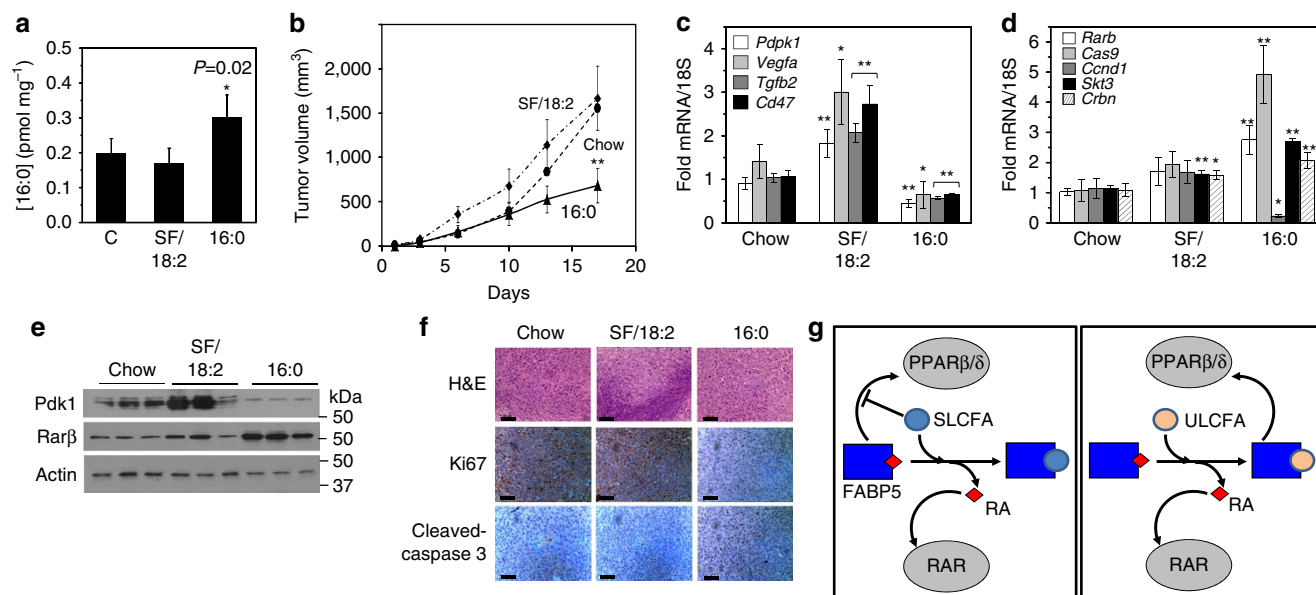 a
[16:0] (pmol mg⁻¹)
0.5
0.4
0.3
0.2
0.1
0.0
P=0.02
*
C
SF/
18:2
16:0
b
Tumor volume (nm³)
2,000
1,500
1,000
500
0
SF/18:2
Chow
**
16:0
0 5 10 15 20
Days
c
Fold mRNA/18S
4
3
2
1
0
Pdpk1
Vegfa
Tgfb2
Cd47
** * **
** * **
Chow
SF/
18:2
16:0
d
Fold mRNA/18S
6
5
4
3
2
1
0
Rarb
Cas9
Ccnd1
Skt3
Crbn
** *
** ** * ** **
Chow
SF/
18:2
16:0
e
Chow
SF/
18:2
16:0
kDa
Pdk1
50
Rarβ
50
50
Actin
37
f
Chow SF/18:2 16:0
H&E
Ki67
Cleaved-
caspase 3
g
PPARβ/δ
SLCFA
FABP5
RA
RAR
PPARβ/δ
ULCFA
RA
RAR